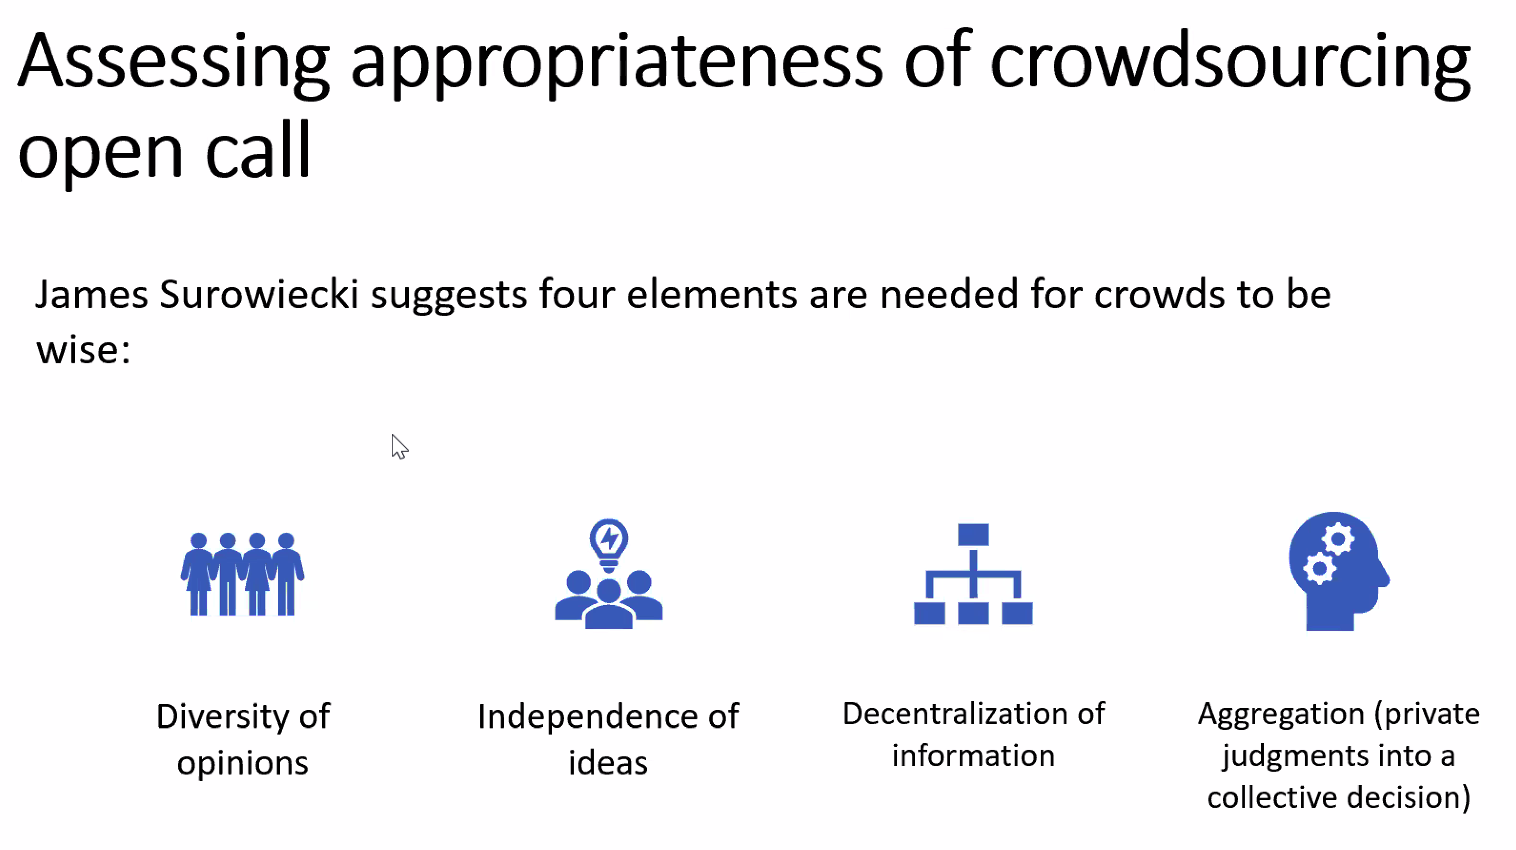 Assessing appropriateness of crowdsourcing
open call
James Surowiecki suggests four elements are needed for crowds to be
wise:
Diversity of
opinions
Independence of
ideas
Decentralization of
information
Aggregation (private
judgments into a
collective decision)